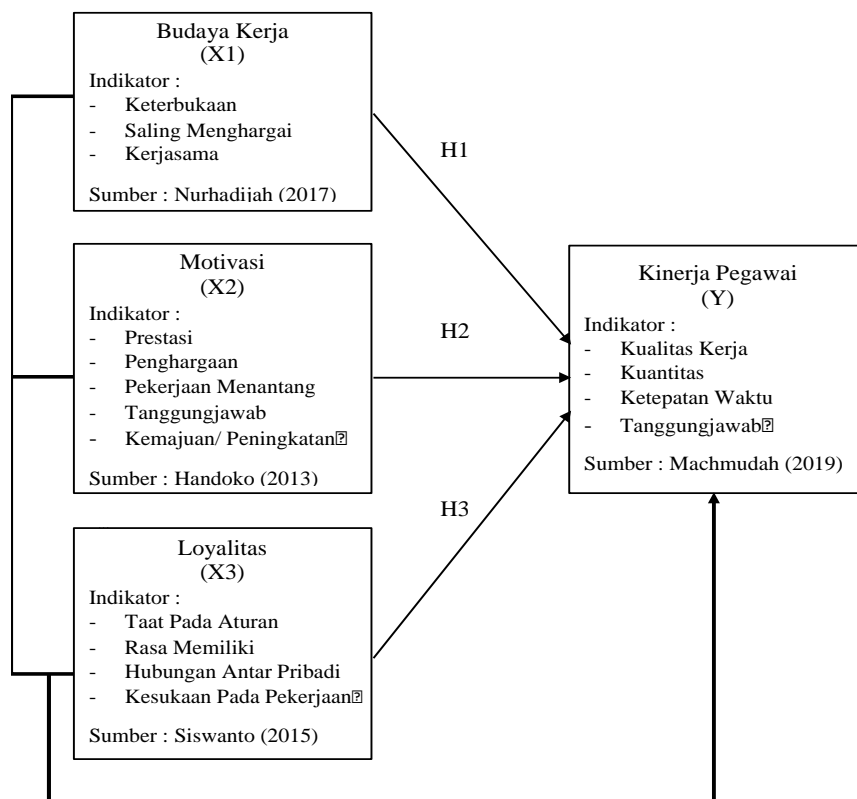 Budaya Kerja
(X1)
Indikator :
- Keterbukaan
- Saling Menghargai
- Kerjasama
Sumber : Nurhadijah (2017)
H1
Motivasi
(X2)
Indikator :
- Prestasi
- Penghargaan
- Pekerjaan Menantang
- Tanggungjawab
- Kemajuan/ Peningkatan⍰
Sumber : Handoko (2013)
H2
Kinerja Pegawai
(Y)
Indikator :
- Kualitas Kerja
- Kuantitas
- Ketepatan Waktu
- Tanggungjawab⍰
Sumber : Machmudah (2019)
H3
Loyalitas
(X3)
Indikator :
- Taat Pada Aturan
- Rasa Memiliki
- Hubungan Antar Pribadi
- Kesukaan Pada Pekerjaan⍰
Sumber : Siswanto (2015)